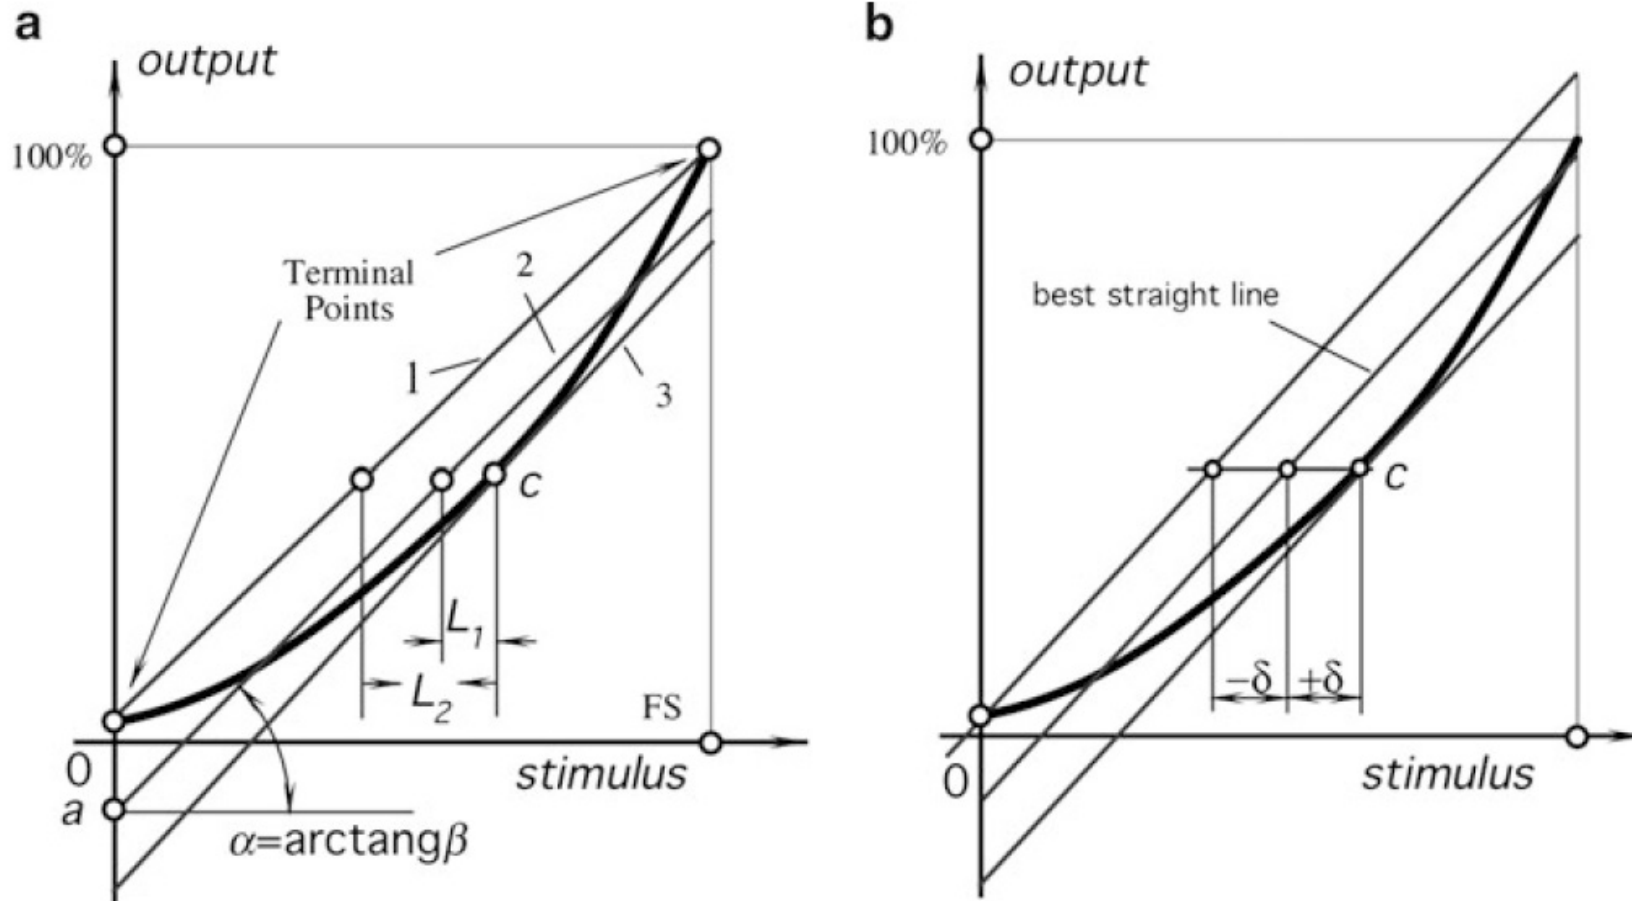 a
output
100%
Terminal
Points
1
2
3
c
L1
L2
FS
0
stimulus
a
α=arctangβ
b
output
100%
best straight line
c
−δ
+δ
0
stimulus